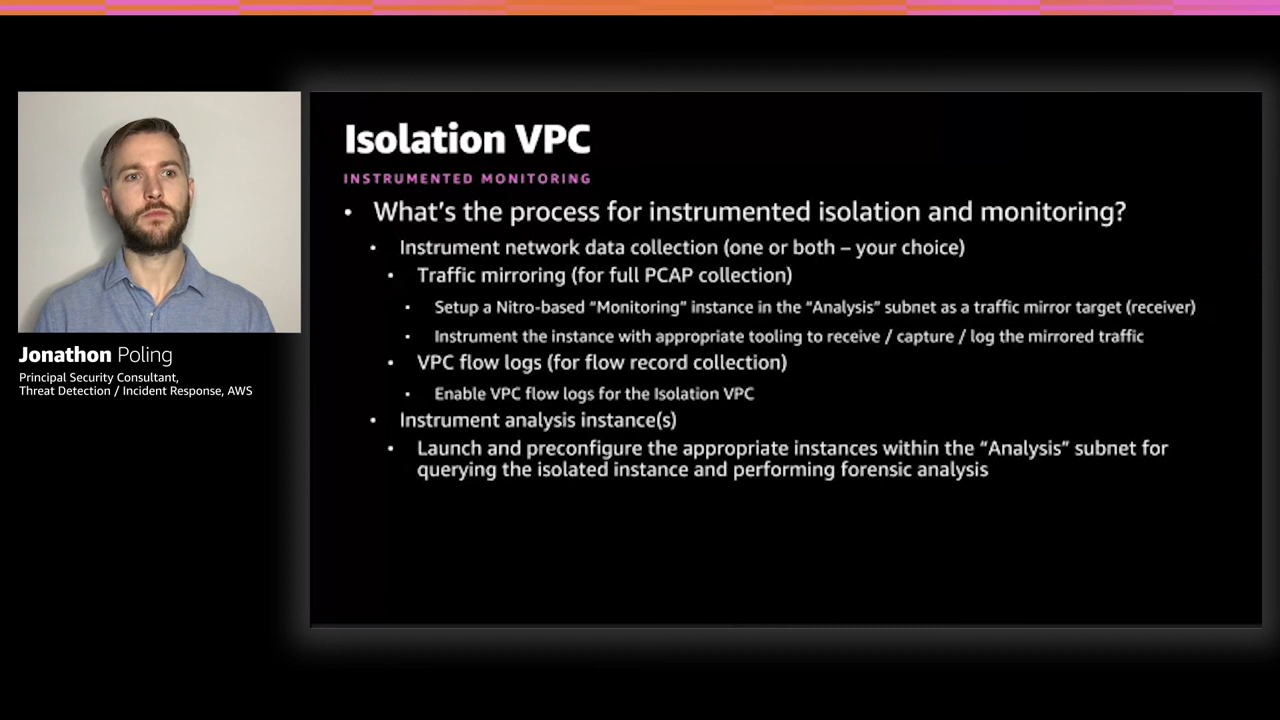 Isolation VPC
INSTRUMENTED MONITORING
• What's the process for instrumented isolation and monitoring?
• Instrument network data collection (one or both – your choice)
• Traffic mirroring (for full PCAP collection)
• Setup a Nitro-based “Monitoring” instance in the “Analysis” subnet as a traffic mirror target (receiver)
• Instrument the instance with appropriate tooling to receive / capture / log the mirrored traffic
• VPC flow logs (for flow record collection)
• Enable VPC flow logs for the Isolation VPC
• Instrument analysis instance(s)
• Launch and preconfigure the appropriate instances within the “Analysis” subnet for
querying the isolated instance and performing forensic analysis
Jonathon Poling
Principal Security Consultant,
Threat Detection / Incident Response, AWS